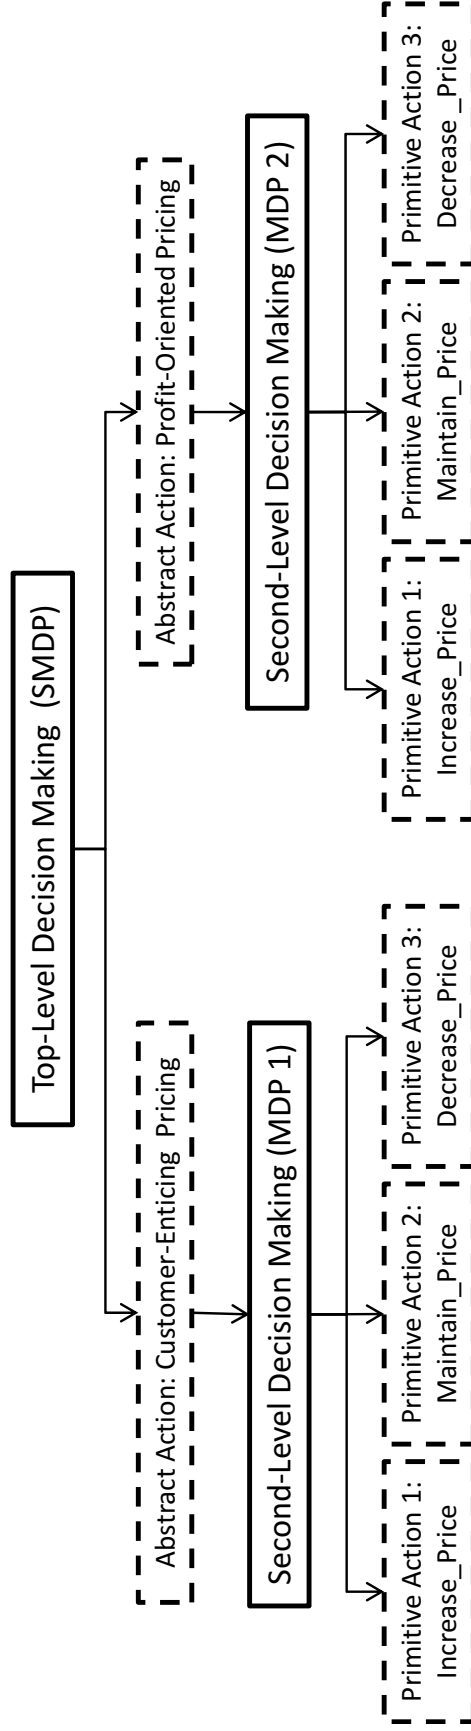 Top-Level Decision Making (SMDP)
Abstract Action: Customer-Enticing Pricing
Abstract Action: Profit-Oriented Pricing
Second-Level Decision Making (MDP 1)
Second-Level Decision Making (MDP 2)
Primitive Action 1:
Increase_Price
Primitive Action 2:
Maintain_Price
Primitive Action 3:
Decrease_Price
Primitive Action 1:
Increase_Price
Primitive Action 2:
Maintain_Price
Primitive Action 3:
Decrease _Price